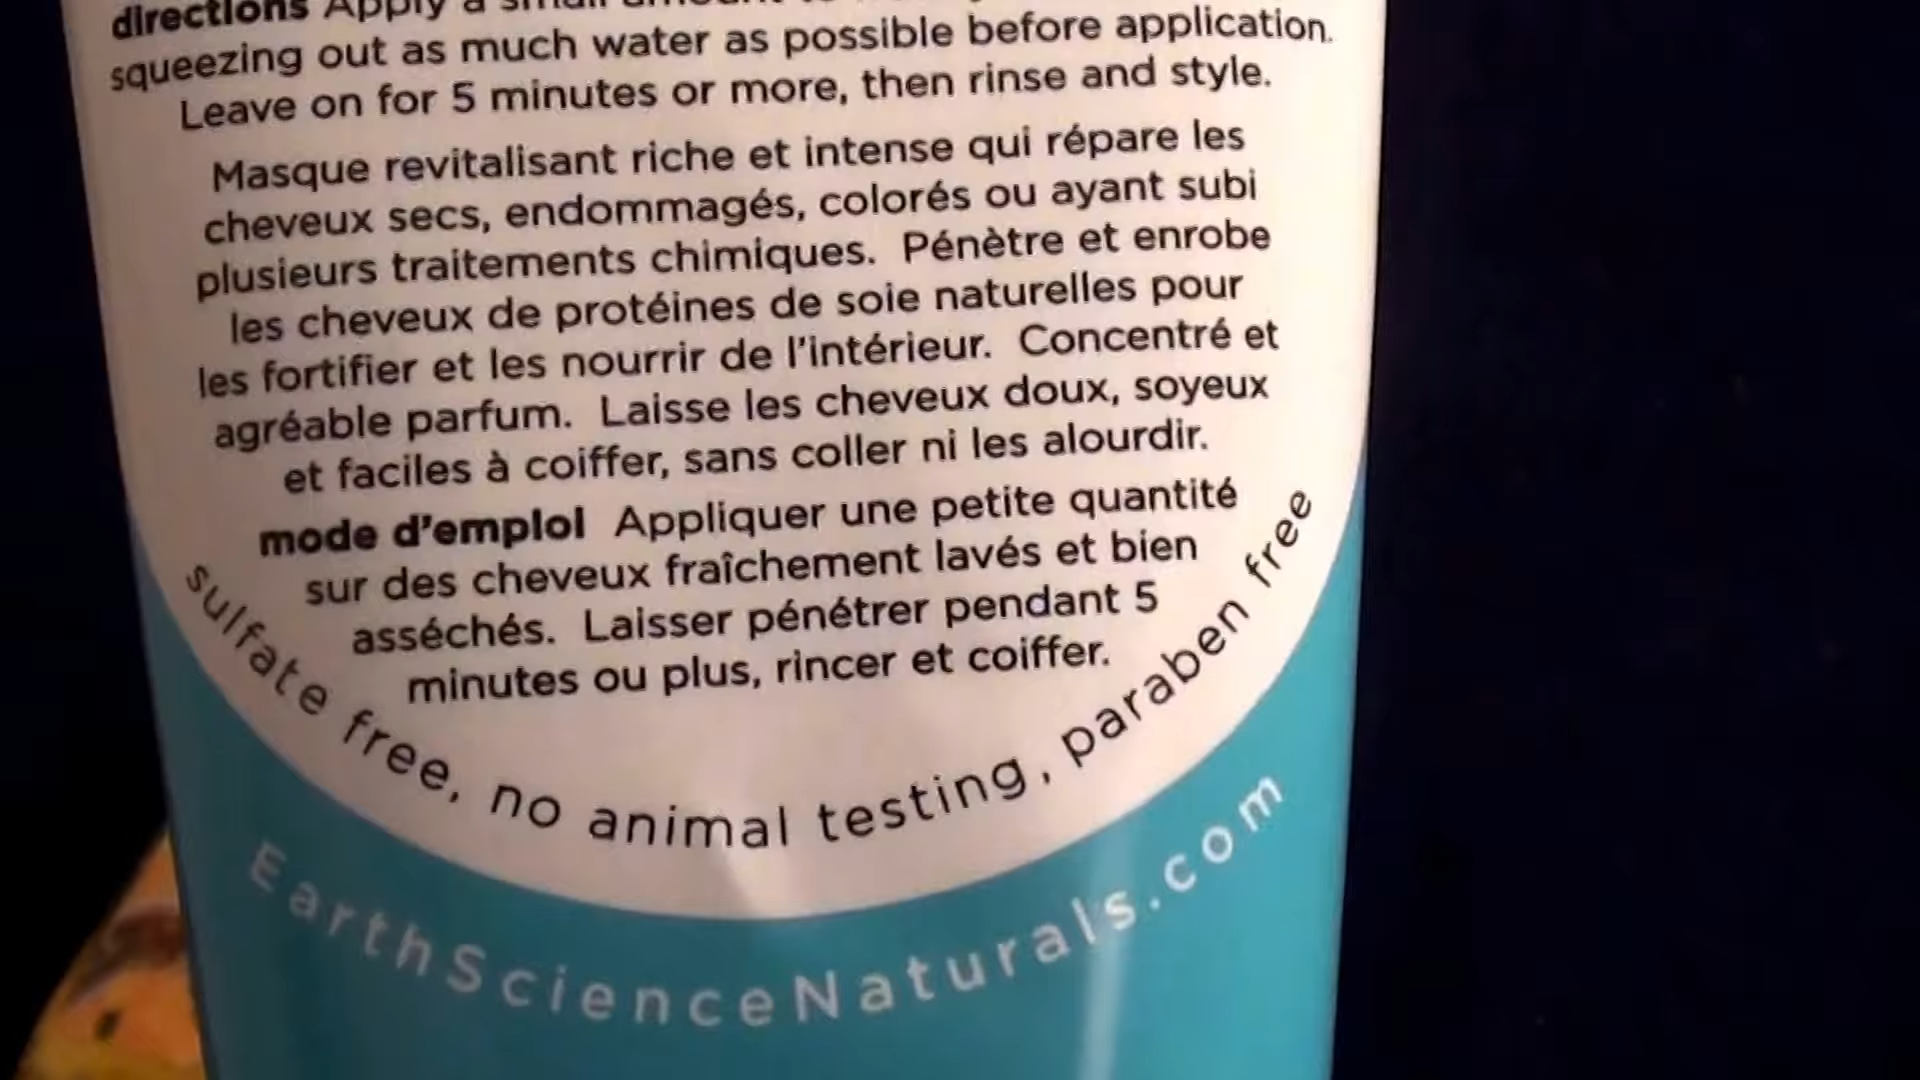 directions Apply a small amount to
squeezing out as much water as possible before application.
Leave on for 5 minutes or more, then rinse and style.
Masque revitalisant riche et intense qui répare les
cheveux secs, endommagés, colorés ou ayant subi
plusieurs traitements chimiques. Pénètre et enrobe
les cheveux de protéines de soie naturelles pour
les fortifier et les nourrir de l'intérieur. Concentré et
agréable parfum. Laisse les cheveux doux, soyeux
et faciles à coiffer, sans coller ni les alourdir.
mode d'emploi Appliquer une petite quantité
sur des cheveux fraîchement lavés et bien
asséchés. Laisser pénétrer pendant 5
minutes ou plus, rincer et coiffer.
sulfate free, no animal testing, paraben free
EarthScienceNaturals.com